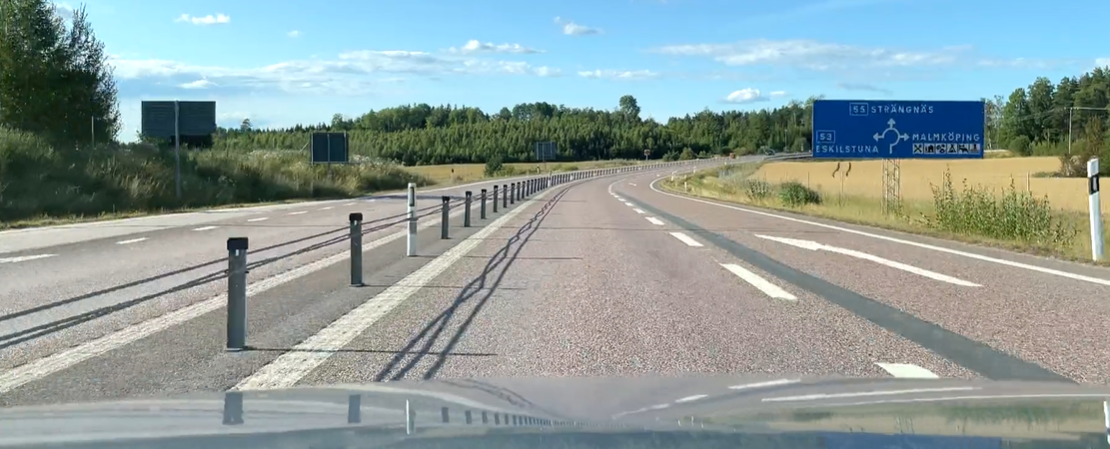 55 STRÄNGNÄS
53
MALMKÖPING
ESKILSTUNA